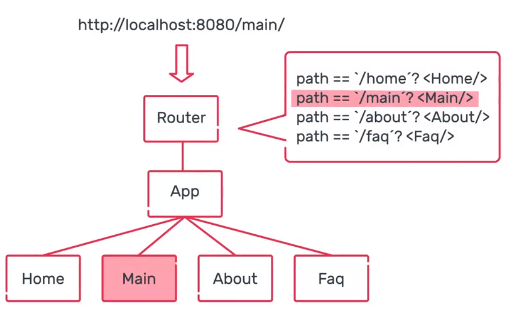 http://localhost:8080/main/
path == `/home´? <Home/>
path == `/main´? <Main/>
path == `/about´? <About/>
path == `/faq´? <Faq/>
Router
App
Home
Main
About
Faq